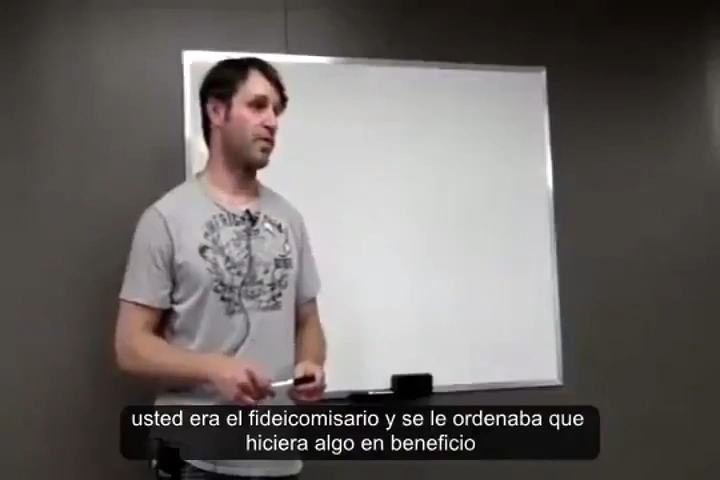 usted era el fideicomisario y se le ordenaba que
hiciera algo en beneficio